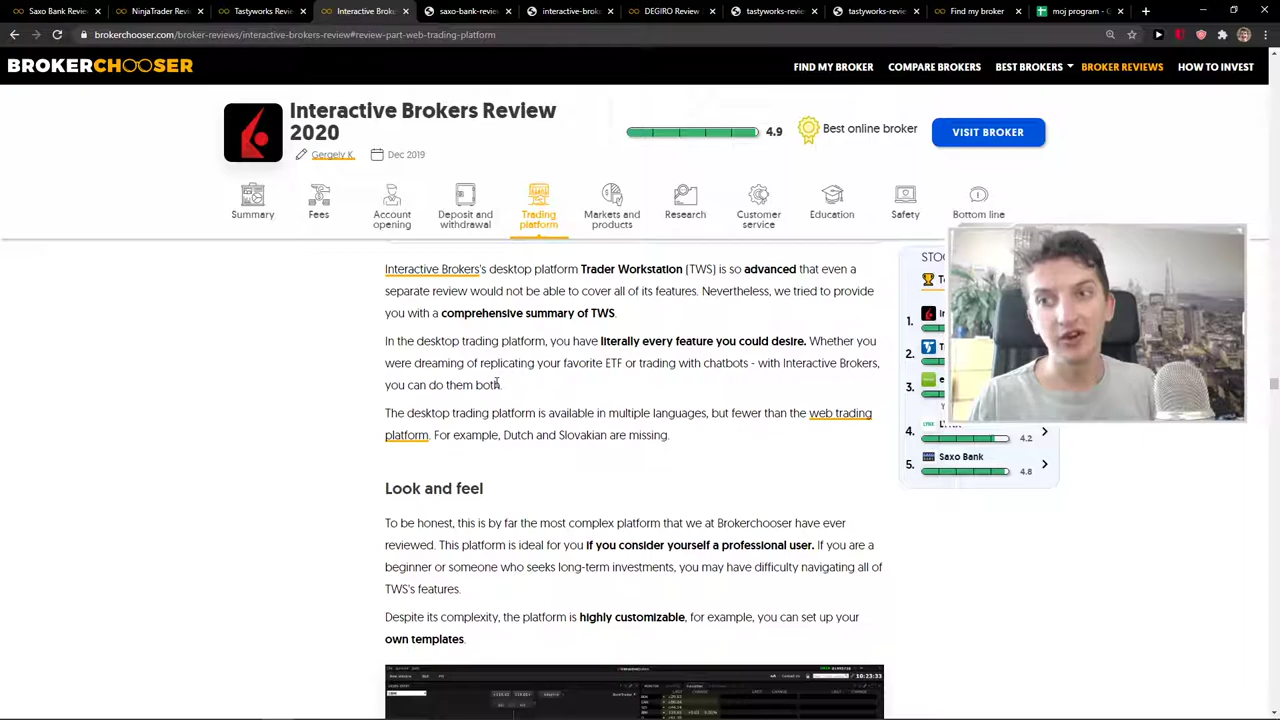 Saxo Bank Revie
NinjaTrader Revie
Tastyworks Revie
Interactive Broke
saxo-bank-review
interactive-brok
DEGIRO Review
tastyworks-revie
tastyworks-revie
Find my broker
moj program - G
brokerchooser.com/broker-reviews/interactive-brokers-review#review-part-web-trading-platform
BROKERCHOOSER
FIND MY BROKER
COMPARE BROKERS
BEST BROKERS
BROKER REVIEWS
HOW TO INVEST
Interactive Brokers Review
2020
Gergely K.
Dec 2019
4.9
Best online broker
VISIT BROKER
Summary
Fees
Account
opening
Deposit and
withdrawal
Trading
platform
Markets and
products
Research
Customer
service
Education
Safety
Bottom line
Interactive Brokers's desktop platform Trader Workstation (TWS) is so advanced that even a
separate review would not be able to cover all of its features. Nevertheless, we tried to provide
you with a comprehensive summary of TWS.
In the desktop trading platform, you have literally every feature you could desire. Whether you
were dreaming of replicating your favorite ETF or trading with chatbots - with Interactive Brokers,
you can do them both.
The desktop trading platform is available in multiple languages, but fewer than the web trading
platform. For example, Dutch and Slovakian are missing.
Look and feel
To be honest, this is by far the most complex platform that we at Brokerchooser have ever
reviewed. This platform is ideal for you if you consider yourself a professional user. If you are a
beginner or someone who seeks long-term investments, you may have difficulty navigating all of
TWS's features.
Despite its complexity, the platform is highly customizable, for example, you can set up your
own templates.
STOC
1.
2.
3.
4.
4.2
5.
Saxo Bank
4.8
10:23:33